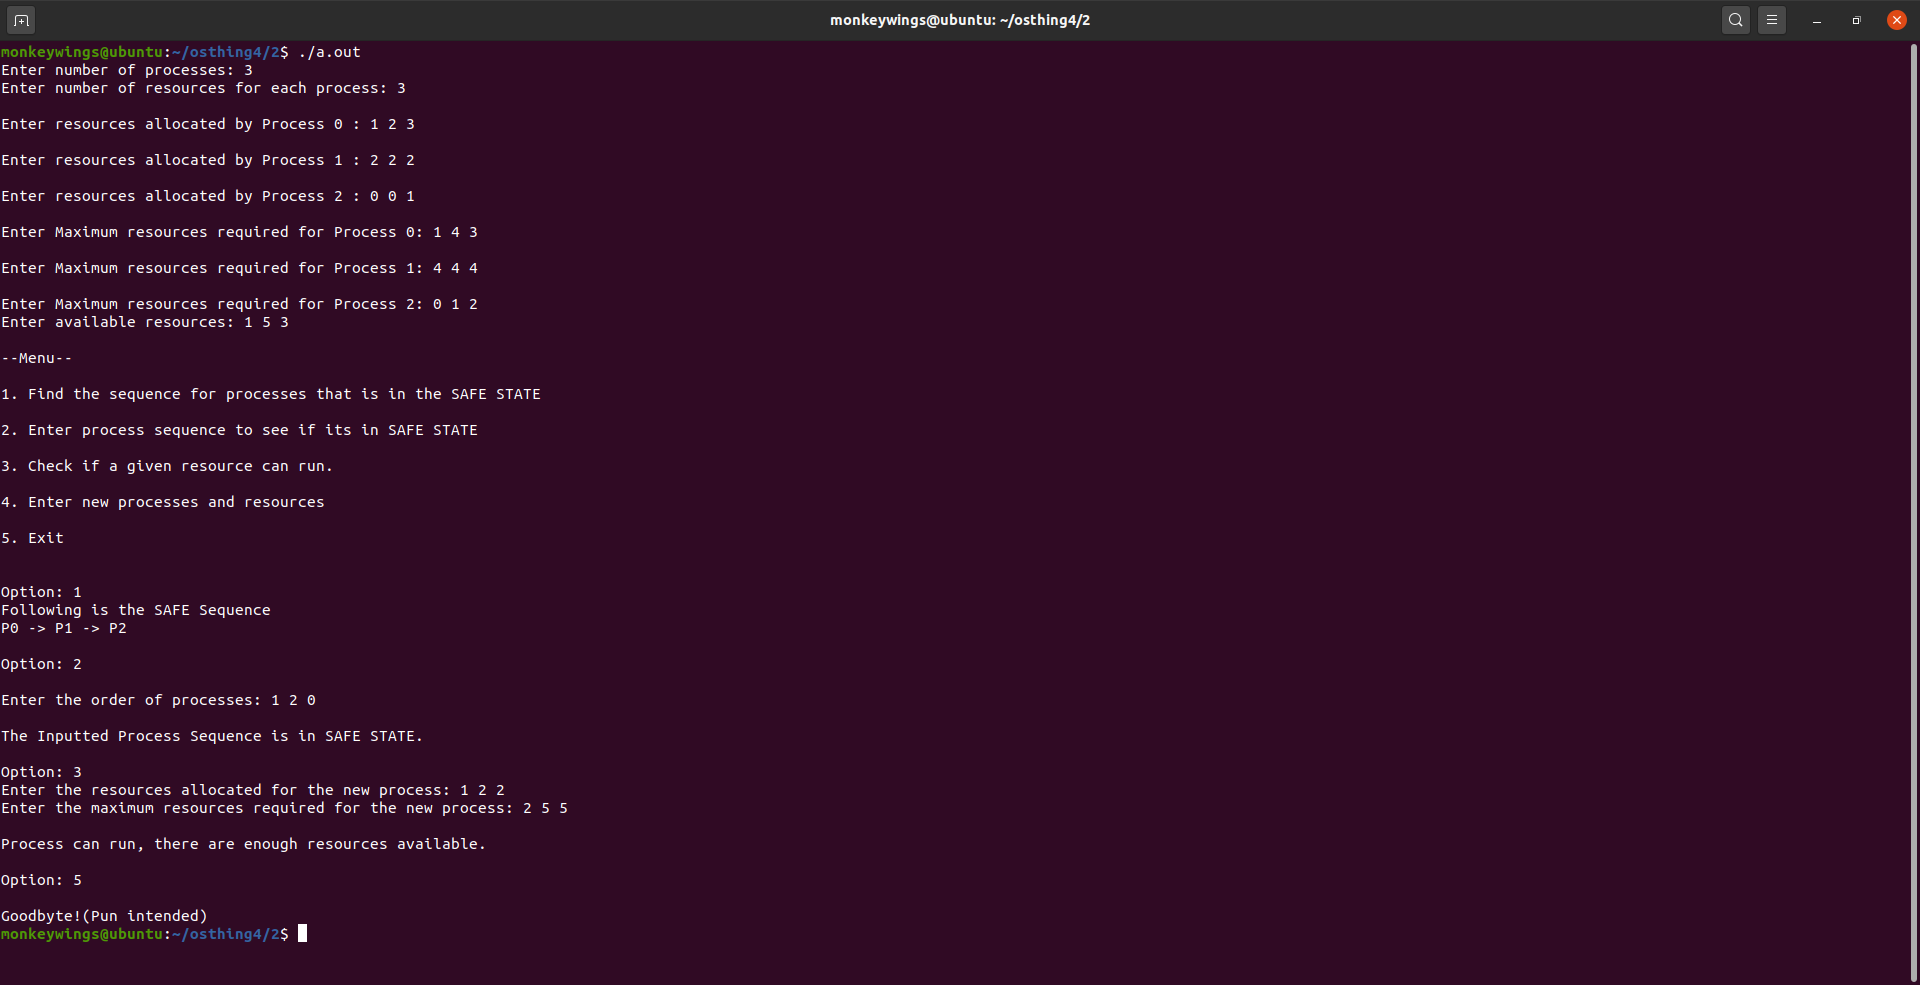 monkeywings@ubuntu: ~/osthing4/2
monkeywings@ubuntu:~/osthing4/2$ ./a.out
Enter number of processes: 3
Enter number of resources for each process: 3
Enter resources allocated by Process 0 : 1 2 3
Enter resources allocated by Process 1 : 2 2 2
Enter resources allocated by Process 2 : 0 0 1
Enter Maximum resources required for Process 0: 1 4 3
Enter Maximum resources required for Process 1: 4 4 4
Enter Maximum resources required for Process 2: 0 1 2
Enter available resources: 1 5 3
--Menu--
1. Find the sequence for processes that is in the SAFE STATE
2. Enter process sequence to see if its in SAFE STATE
3. Check if a given resource can run.
4. Enter new processes and resources
5. Exit
Option: 1
Following is the SAFE Sequence
P0 -> P1 -> P2
Option: 2
Enter the order of processes: 1 2 0
The Inputted Process Sequence is in SAFE STATE.
Option: 3
Enter the resources allocated for the new process: 1 2 2
Enter the maximum resources required for the new process: 2 5 5
Process can run, there are enough resources available.
Option: 5
Goodbyte!(Pun intended)
monkeywings@ubuntu:~/osthing4/2$